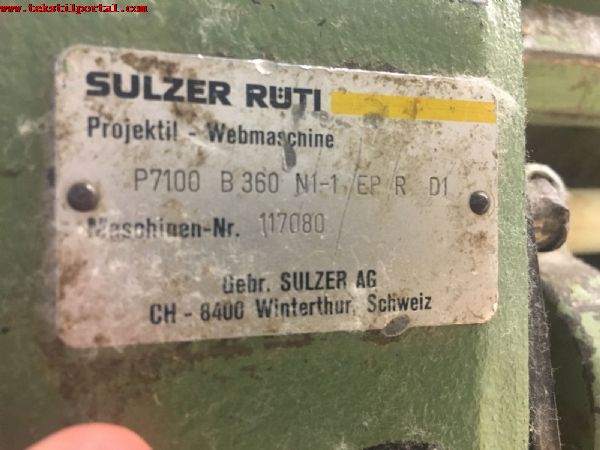 www.tekstilportal.com
SULZER RÜTI
Projektil - Webmaschine
P7100 B 360 N1-1 EP R D1
Maschinen-Nr. 117080
Gebr. SULZER AG
CH - 8400 Winterthur, Schweiz